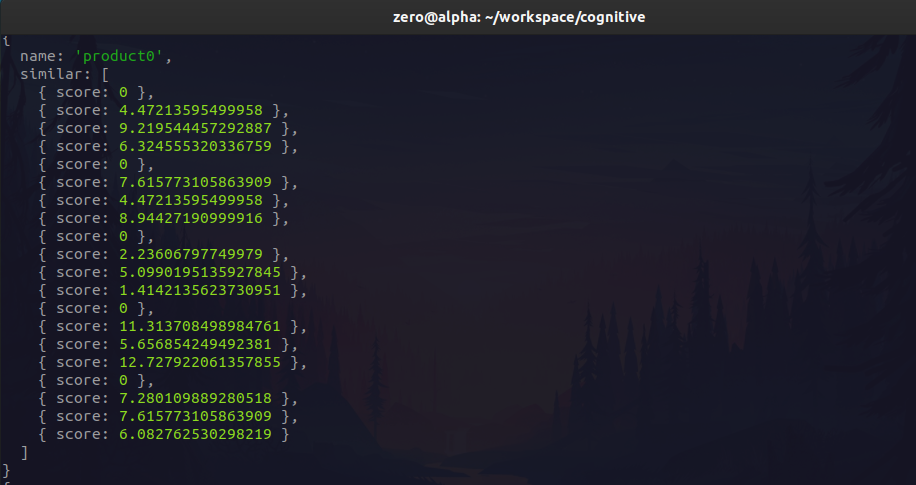 zero@alpha: ~/workspace/cognitive
{
name: 'product0',
similar: [
{ score: 0 },
{ score: 4.47213595499958 },
{ score: 9.219544457292887 },
{ score: 6.324555320336759 },
{ score: 0 },
{ score: 7.615773105863909 },
{ score: 4.47213595499958 },
{ score: 8.94427190999916 },
{ score: 0 },
{ score: 2.23606797749979 },
{ score: 5.0990195135927845 },
{ score: 1.4142135623730951 },
{ score: 0 },
{ score: 11.313708498984761 },
{ score: 5.656854249492381 },
{ score: 12.727922061357855 },
{ score: 0 },
{ score: 7.280109889280518 },
{ score: 7.615773105863909 },
{ score: 6.082762530298219 }
]
}